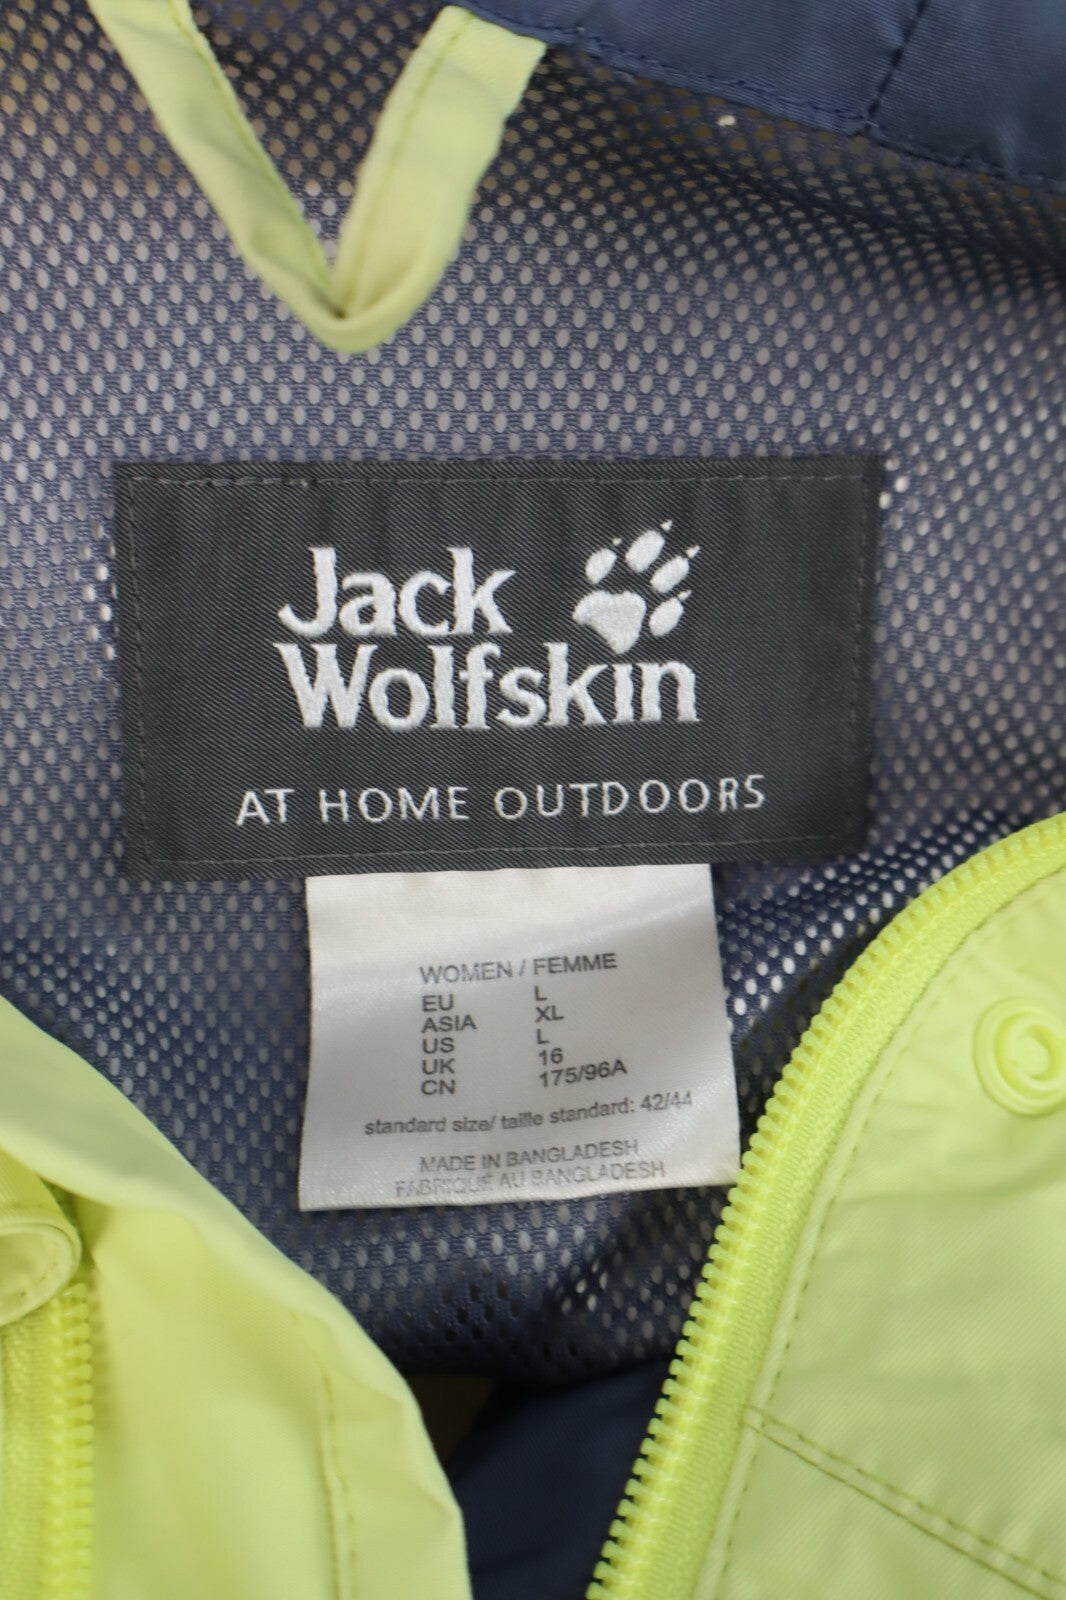 Jack
Wolfskin
AT HOME OUTDOORS
WOMEN / FEMME
EU L
ASIA XL
US L
UK 16
CN 175/96A
standard size/ taille standard: 42/44
MADE IN BANGLADESH
FABRIQUÉ AU BANGLADESH